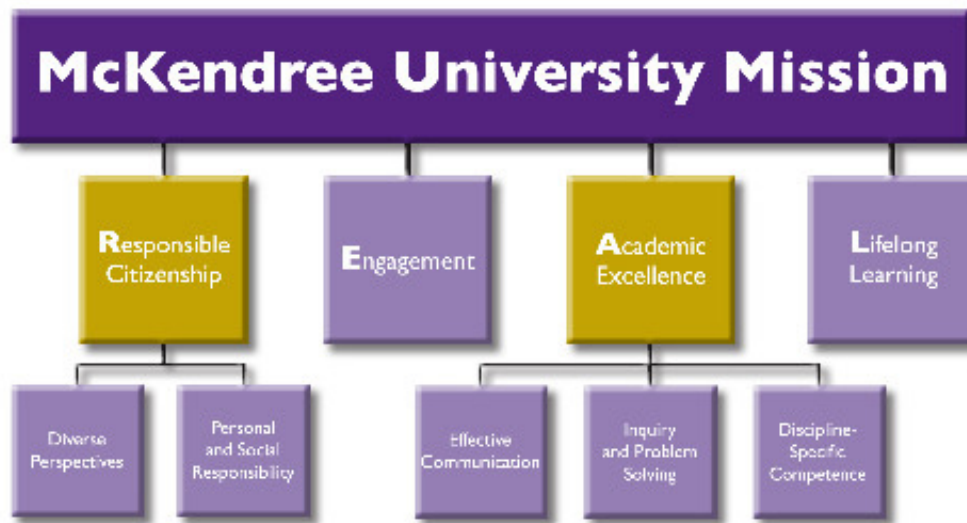 McKendree University Mission
Responsible
Citizenship
Engagement
Academic
Excellence
Lifelong
Learning
Diverse
Perspectives
Personal
and Social
Responsibility
Effective
Communication
Inquiry
and Problem
Solving
Discipline-
Specific
Competence